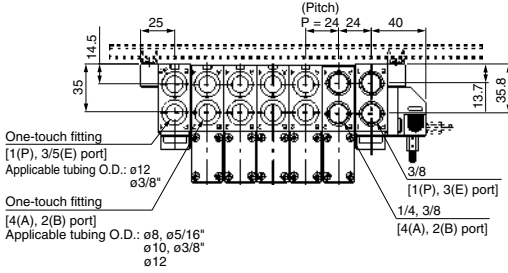 (Pitch)
25
P = 24
24
40
14.5
35
13.7
35.8
One-touch fitting
[1(P), 3/5(E) port]
Applicable tubing O.D.: ø12
ø3/8"
One-touch fitting
[4(A), 2(B) port]
Applicable tubing O.D.: ø8, ø5/16"
ø10, ø3/8"
ø12
3/8
[1(P), 3(E) port]
1/4, 3/8
[4(A), 2(B) port]